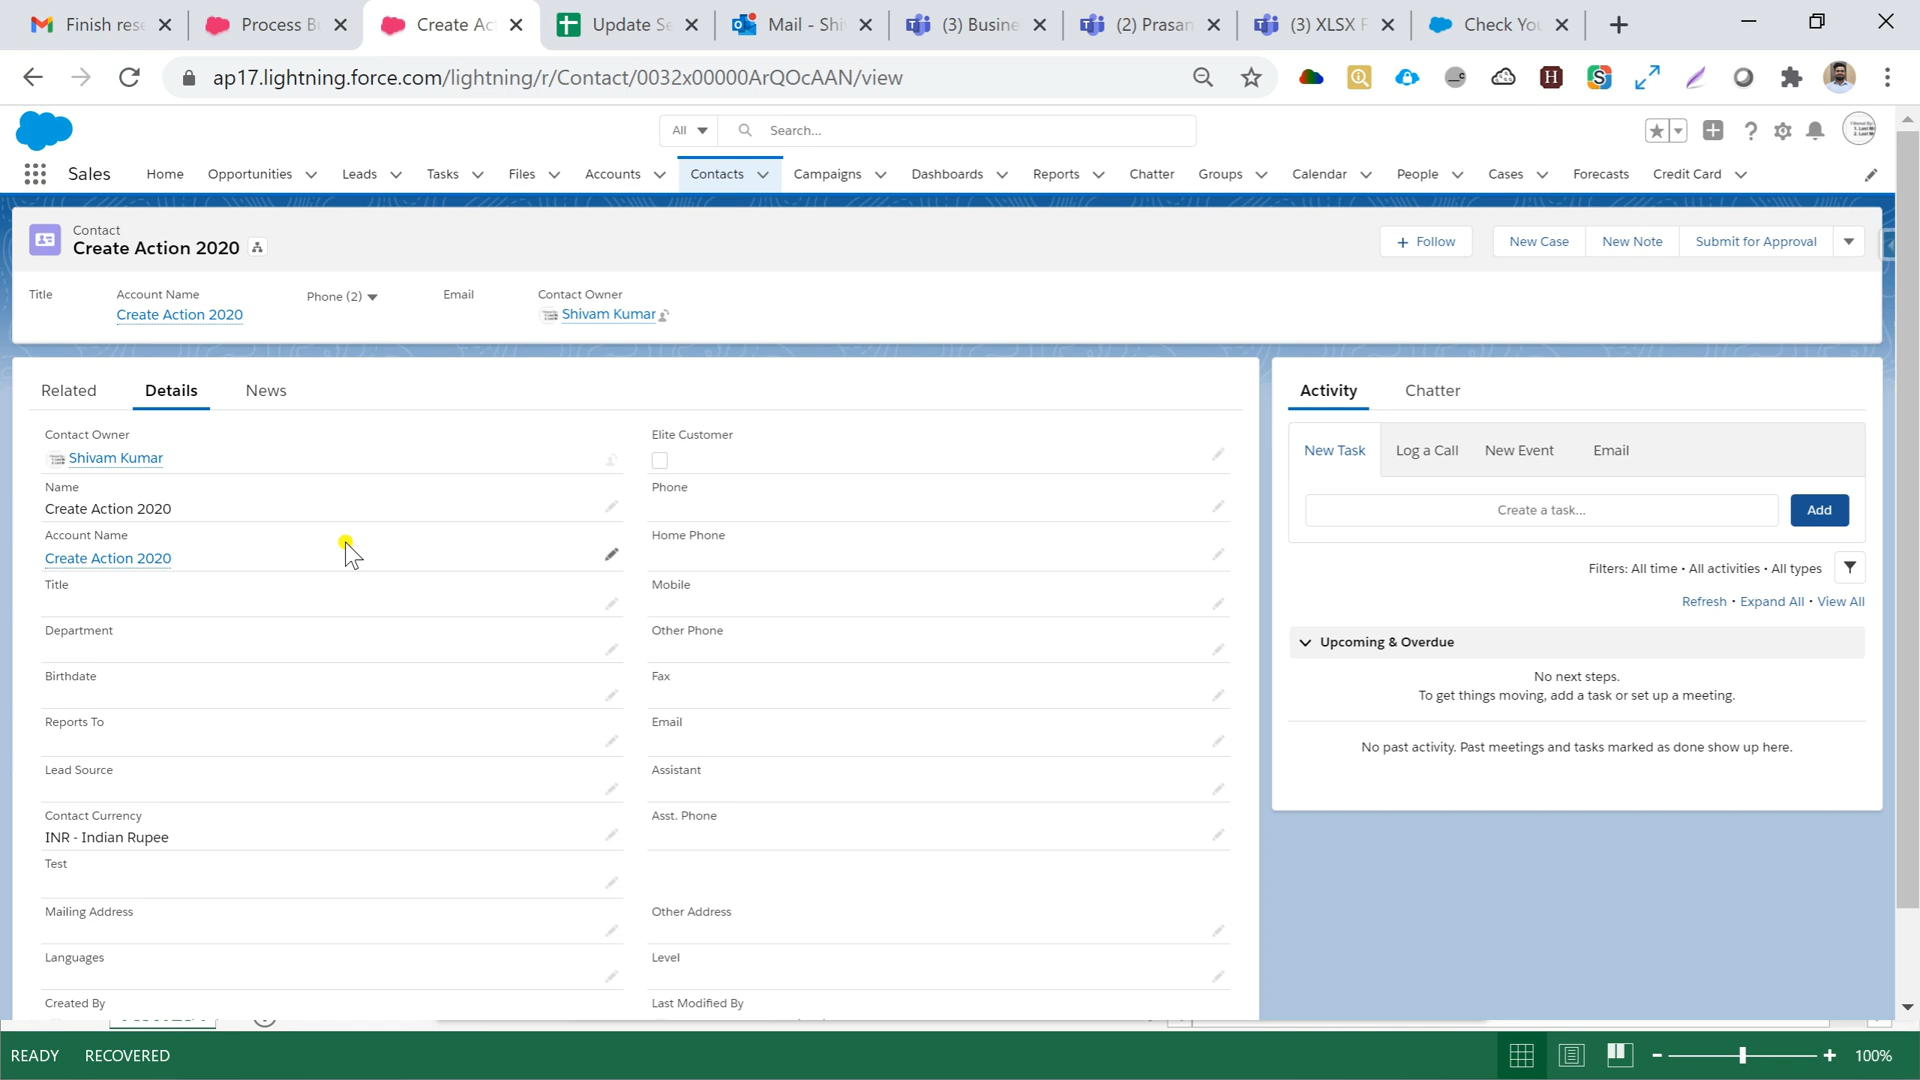 Finish rese
Process Bu
Create Act
Update Se
Mail - Shiv
(3) Busine
(2) Prasan
(3) XLSX F
Check You
ap17.lightning.force.com/lightning/r/Contact/0032x00000ArQOcAAN/view
All
Search...
Sales
Home
Opportunities
Leads
Tasks
Files
Accounts
Contacts
Campaigns
Dashboards
Reports
Chatter
Groups
Calendar
People
Cases
Forecasts
Credit Card
Contact
Create Action 2020
+ Follow
New Case
New Note
Submit for Approval
Title
Account Name
Create Action 2020
Phone (2)
Email
Contact Owner
Shivam Kumar
Related
Details
News
Contact Owner
Shivam Kumar
Name
Create Action 2020
Account Name
Create Action 2020
Title
Department
Birthdate
Reports To
Lead Source
Contact Currency
INR - Indian Rupee
Test
Mailing Address
Languages
Created By
Elite Customer
Phone
Home Phone
Mobile
Other Phone
Fax
Email
Assistant
Asst. Phone
Other Address
Level
Last Modified By
Activity
Chatter
New Task
Log a Call
New Event
Email
Create a task...
Add
Filters: All time • All activities • All types
Refresh • Expand All • View All
Upcoming & Overdue
No next steps.
To get things moving, add a task or set up a meeting.
No past activity. Past meetings and tasks marked as done show up here.
READY
RECOVERED
100%